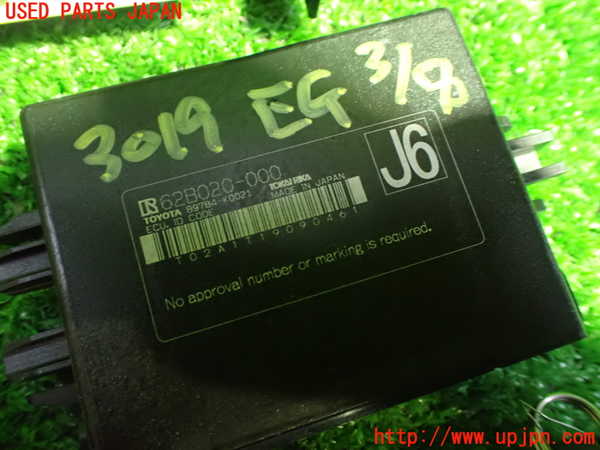 USED PARTS JAPAN
3019 EG 3/8
62B020-000
TOKAI RIKA
J6
TOYOTA 89784-K0021 MADE IN JAPAN
ECU, ID CODE
T02A1119090461
No approval number or marking is required.
http://www.upjpn.com